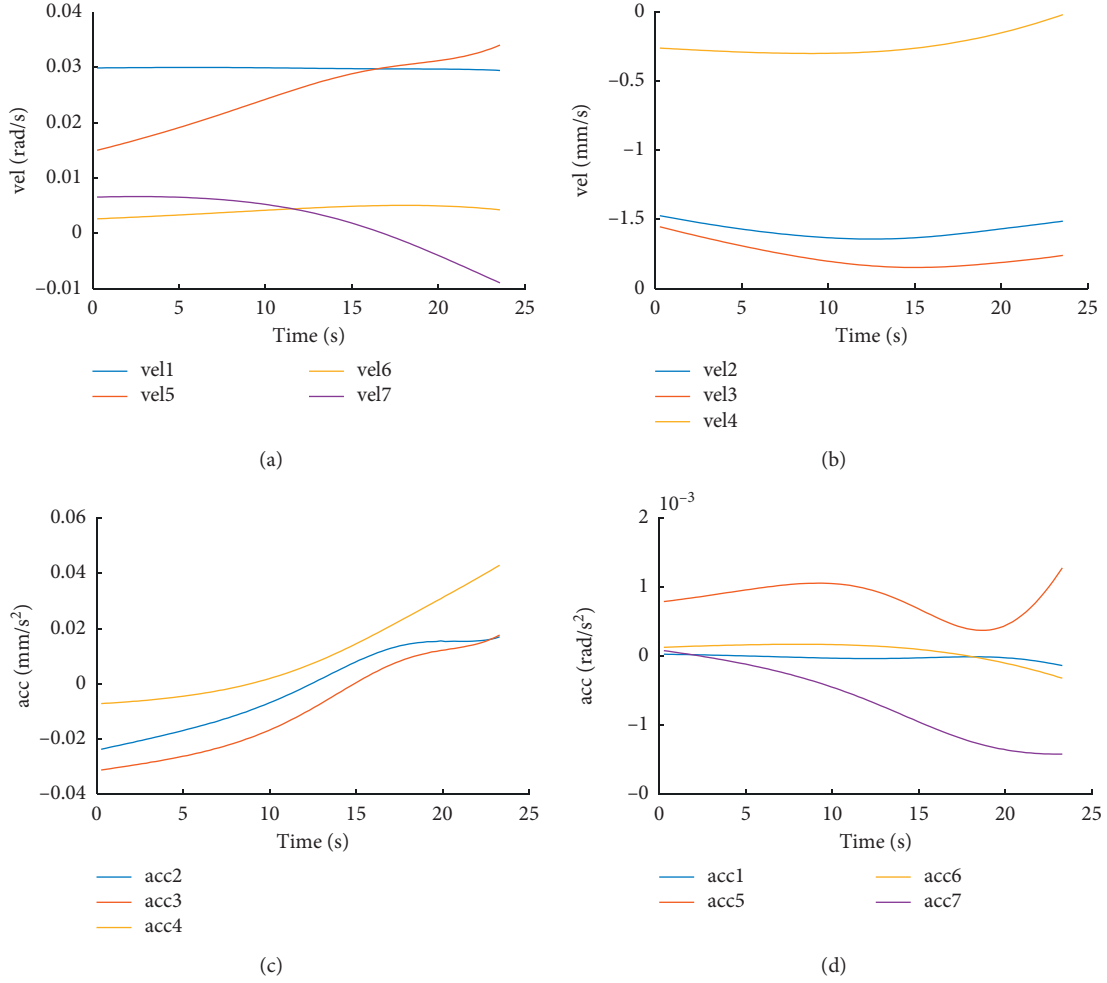 0.04
0.03
0.02
0.01
0
–0.01
vel (rad/s)
0 5 10 15 20 25
Time (s)
vel1 vel6
vel5 vel7
(a)
0
–0.5
–1
–1.5
0
vel (mm/s)
0 5 10 15 20 25
Time (s)
vel2
vel3
vel4
(b)
0.06
0.04
0.02
0
–0.02
–0.04
acc (mm/s²)
0 5 10 15 20 25
Time (s)
acc2
acc3
acc4
(c)
10⁻³
2
1
0
–1
–0
acc (rad/s²)
0 5 10 15 20 25
Time (s)
acc1 acc6
acc5 acc7
(d)